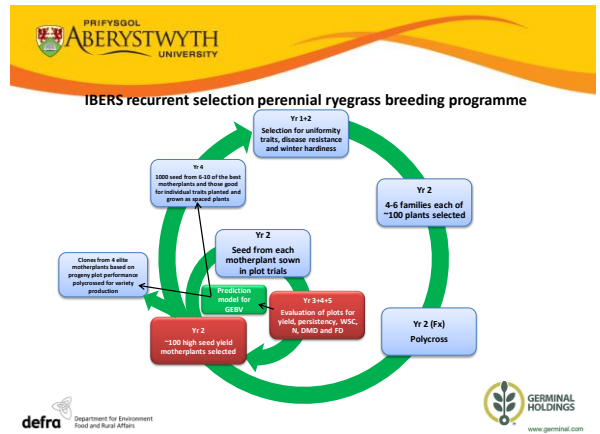 PRIFYSGOL
ABERYSTWYTH
UNIVERSITY
IBERS recurrent selection perennial ryegrass breeding programme
Yr 1+2
Selection for uniformity
traits, disease resistance
and winter hardiness
Yr 4
1000 seed from 6-10 of the best
motherplants and those good
for individual traits planted and
grown as spaced plants
Yr 2
4-6 families each of
~100 plants selected
Yr 2
Seed from each
motherplant sown
in plot trials
Clones from 4 elite
motherplants based on
progeny plot performance
polycrossed for variety
production
Prediction
model for
GEBV
Yr 3+4+5
Evaluation of plots for
yield, persistency, WSC,
N, DMD and FD
Yr 2 (Fx)
Polycross
Yr 2
~100 high seed yield
motherplants selected
defra
Department for Environment
Food and Rural Affairs
GERMINAL
HOLDINGS
www.germinal.com